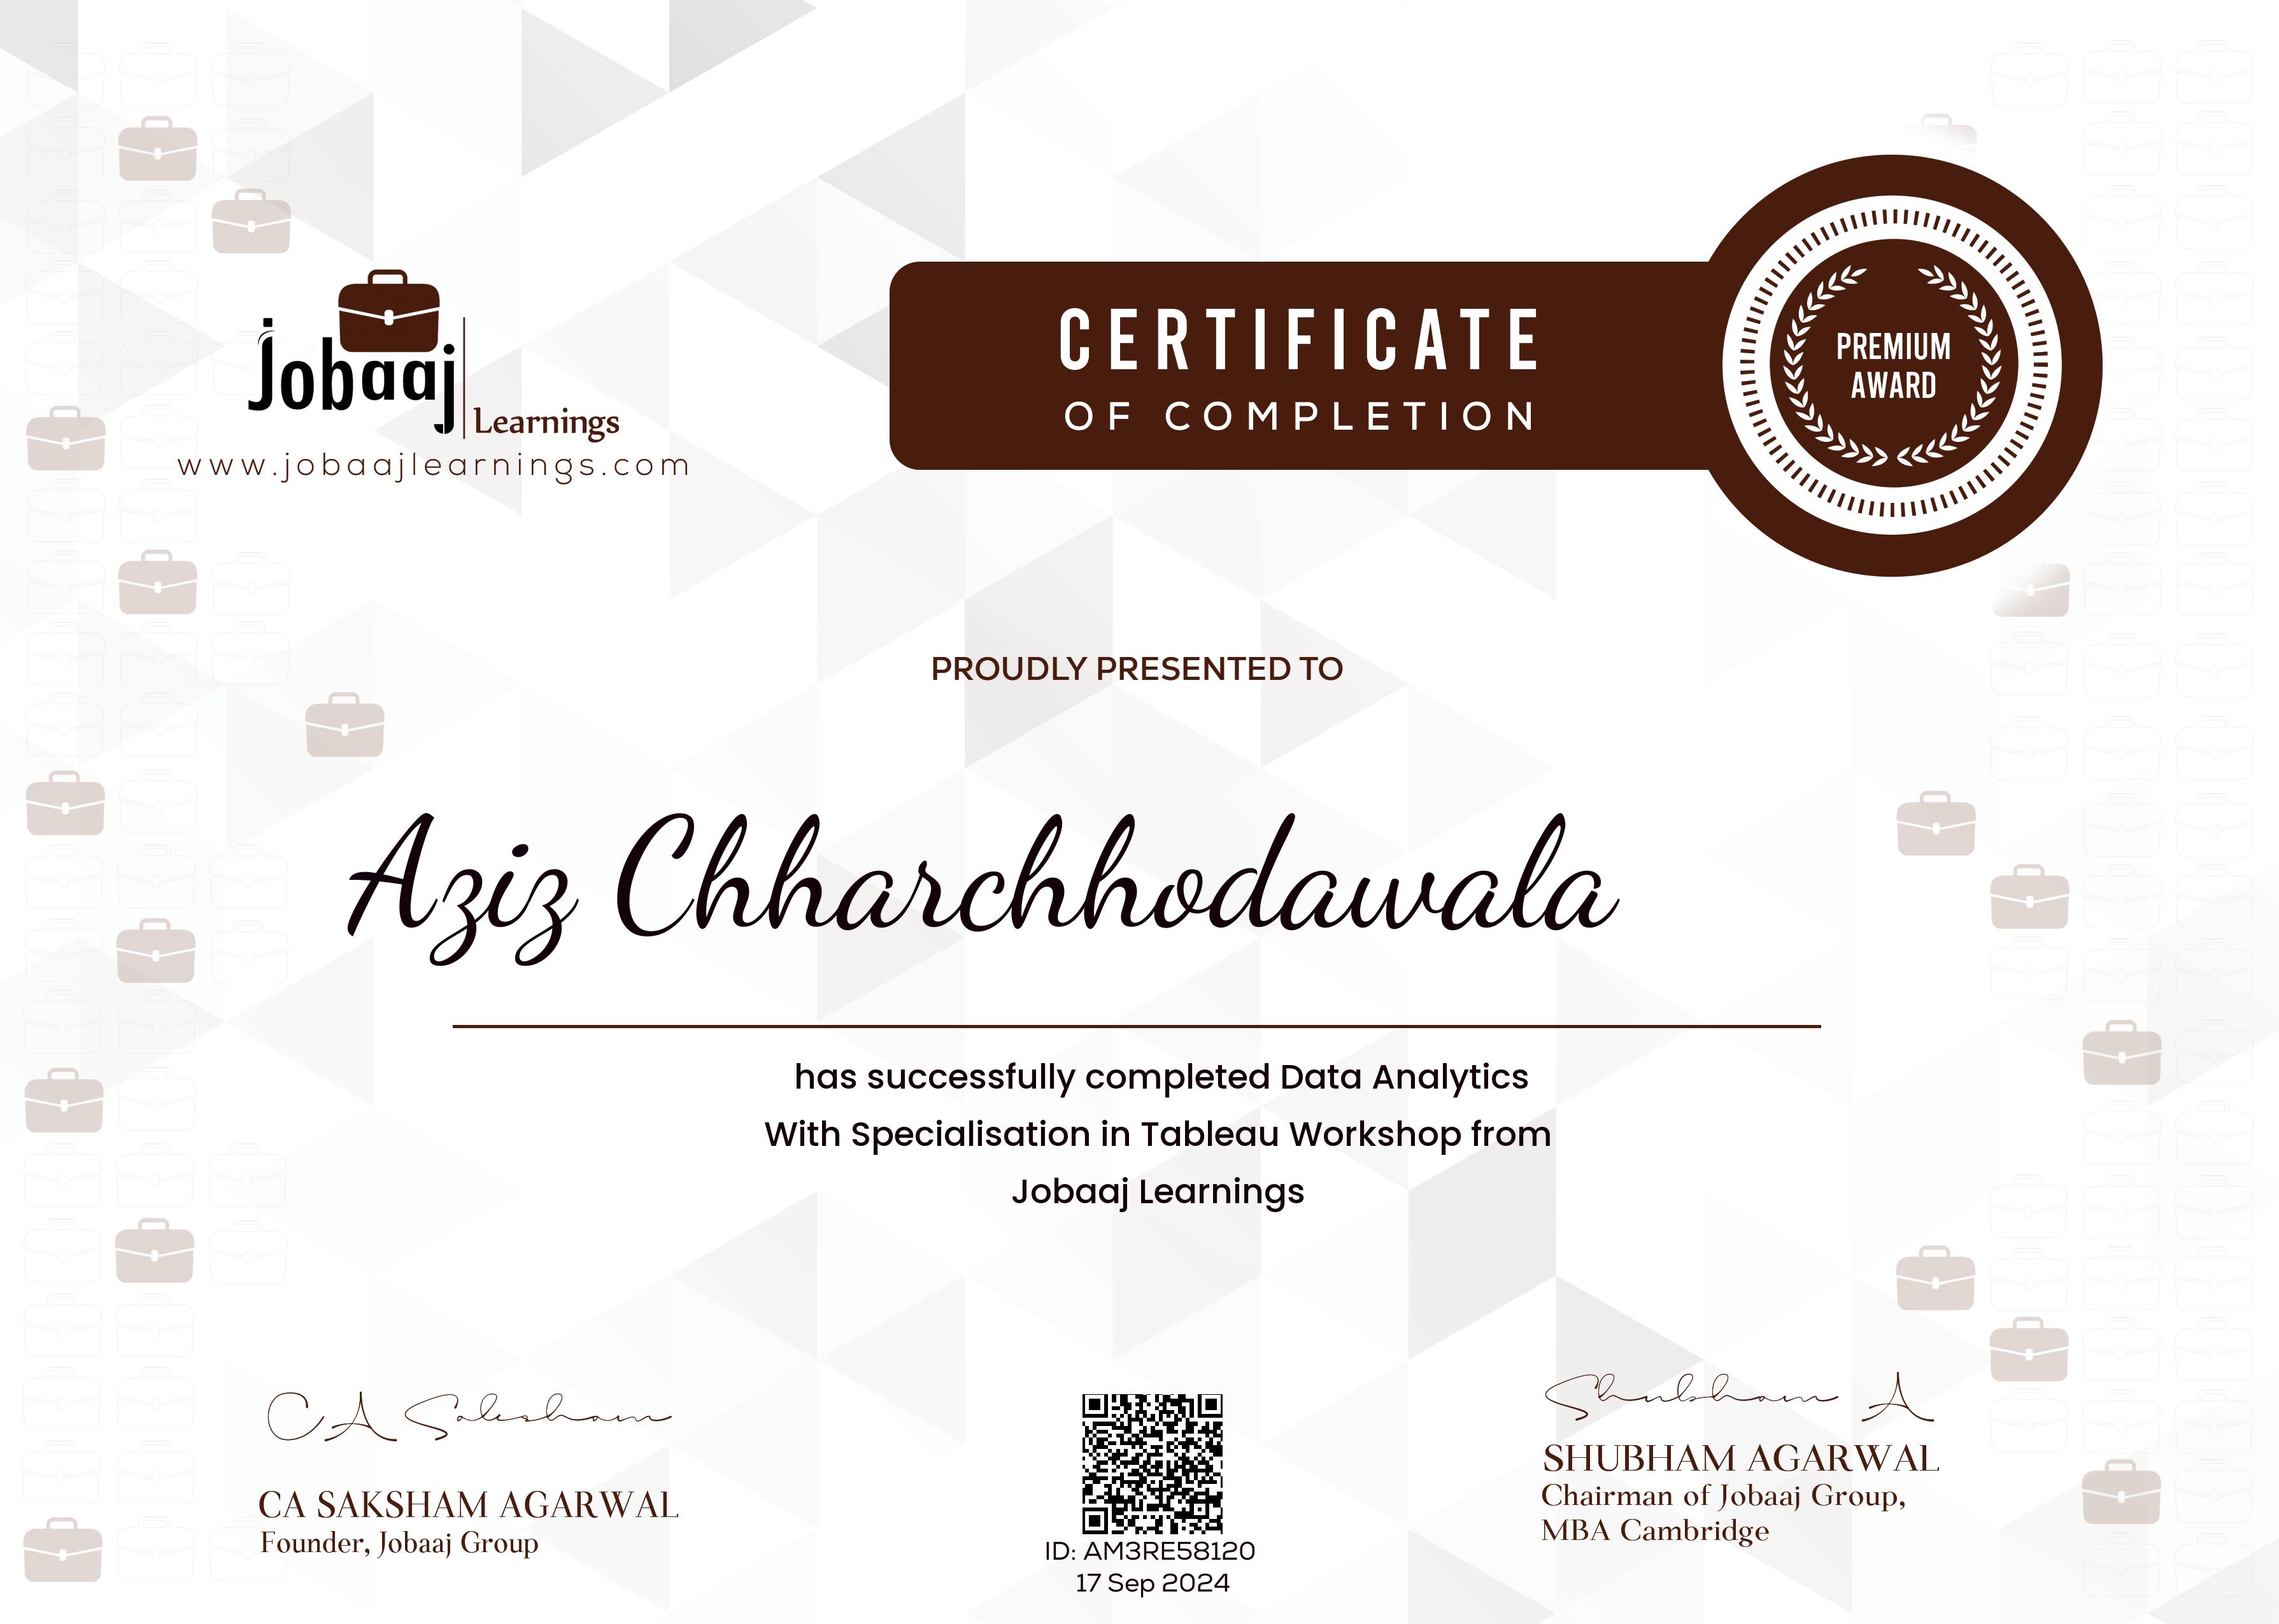 Jobaaj
Learnings
www.jobaajlearnings.com
CERTIFICATE
OF COMPLETION
PREMIUM
AWARD
PROUDLY PRESENTED TO
Aziz Chharchhodawala
has successfully completed Data Analytics
With Specialisation in Tableau Workshop from
Jobaaj Learnings
CA Saksham
CA SAKSHAM AGARWAL
Founder, Jobaaj Group
ID: AM3RE58120
17 Sep 2024
Shubham A
SHUBHAM AGARWAL
Chairman of Jobaaj Group,
MBA Cambridge